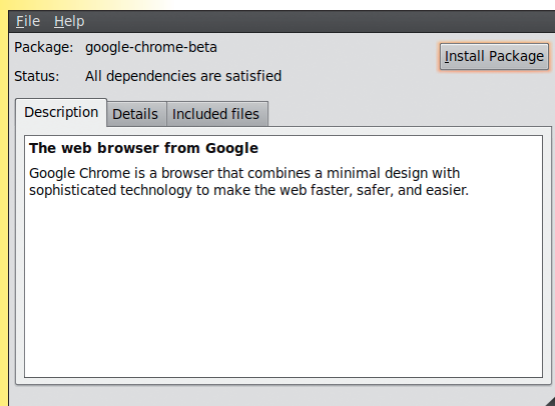 File Help
Package: google-chrome-beta
Install Package
Status: All dependencies are satisfied
Description Details Included files
The web browser from Google
Google Chrome is a browser that combines a minimal design with
sophisticated technology to make the web faster, safer, and easier.